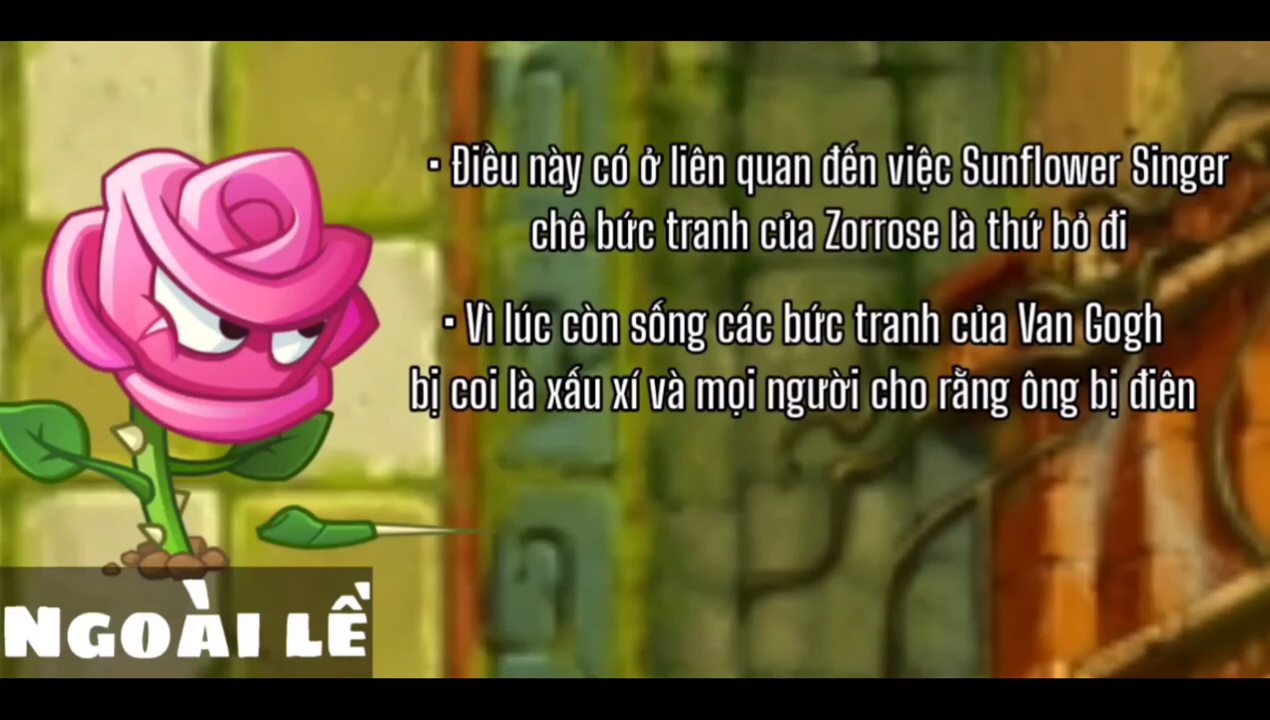 • Điều này có ở liên quan đến việc Sunflower Singer
chê bức tranh của Zorrose là thứ bỏ đi
• Vì lúc còn sống các bức tranh của Van Gogh
bị coi là xấu xí và mọi người cho rằng ông bị điên
NGOÀI LỀ